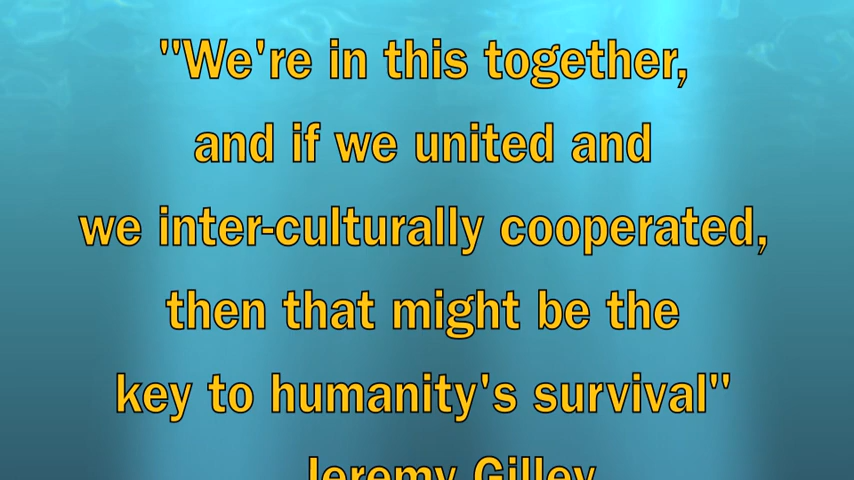 "We're in this together,
and if we united and
we inter-culturally cooperated,
then that might be the
key to humanity's survival"
Jeremy Gilley